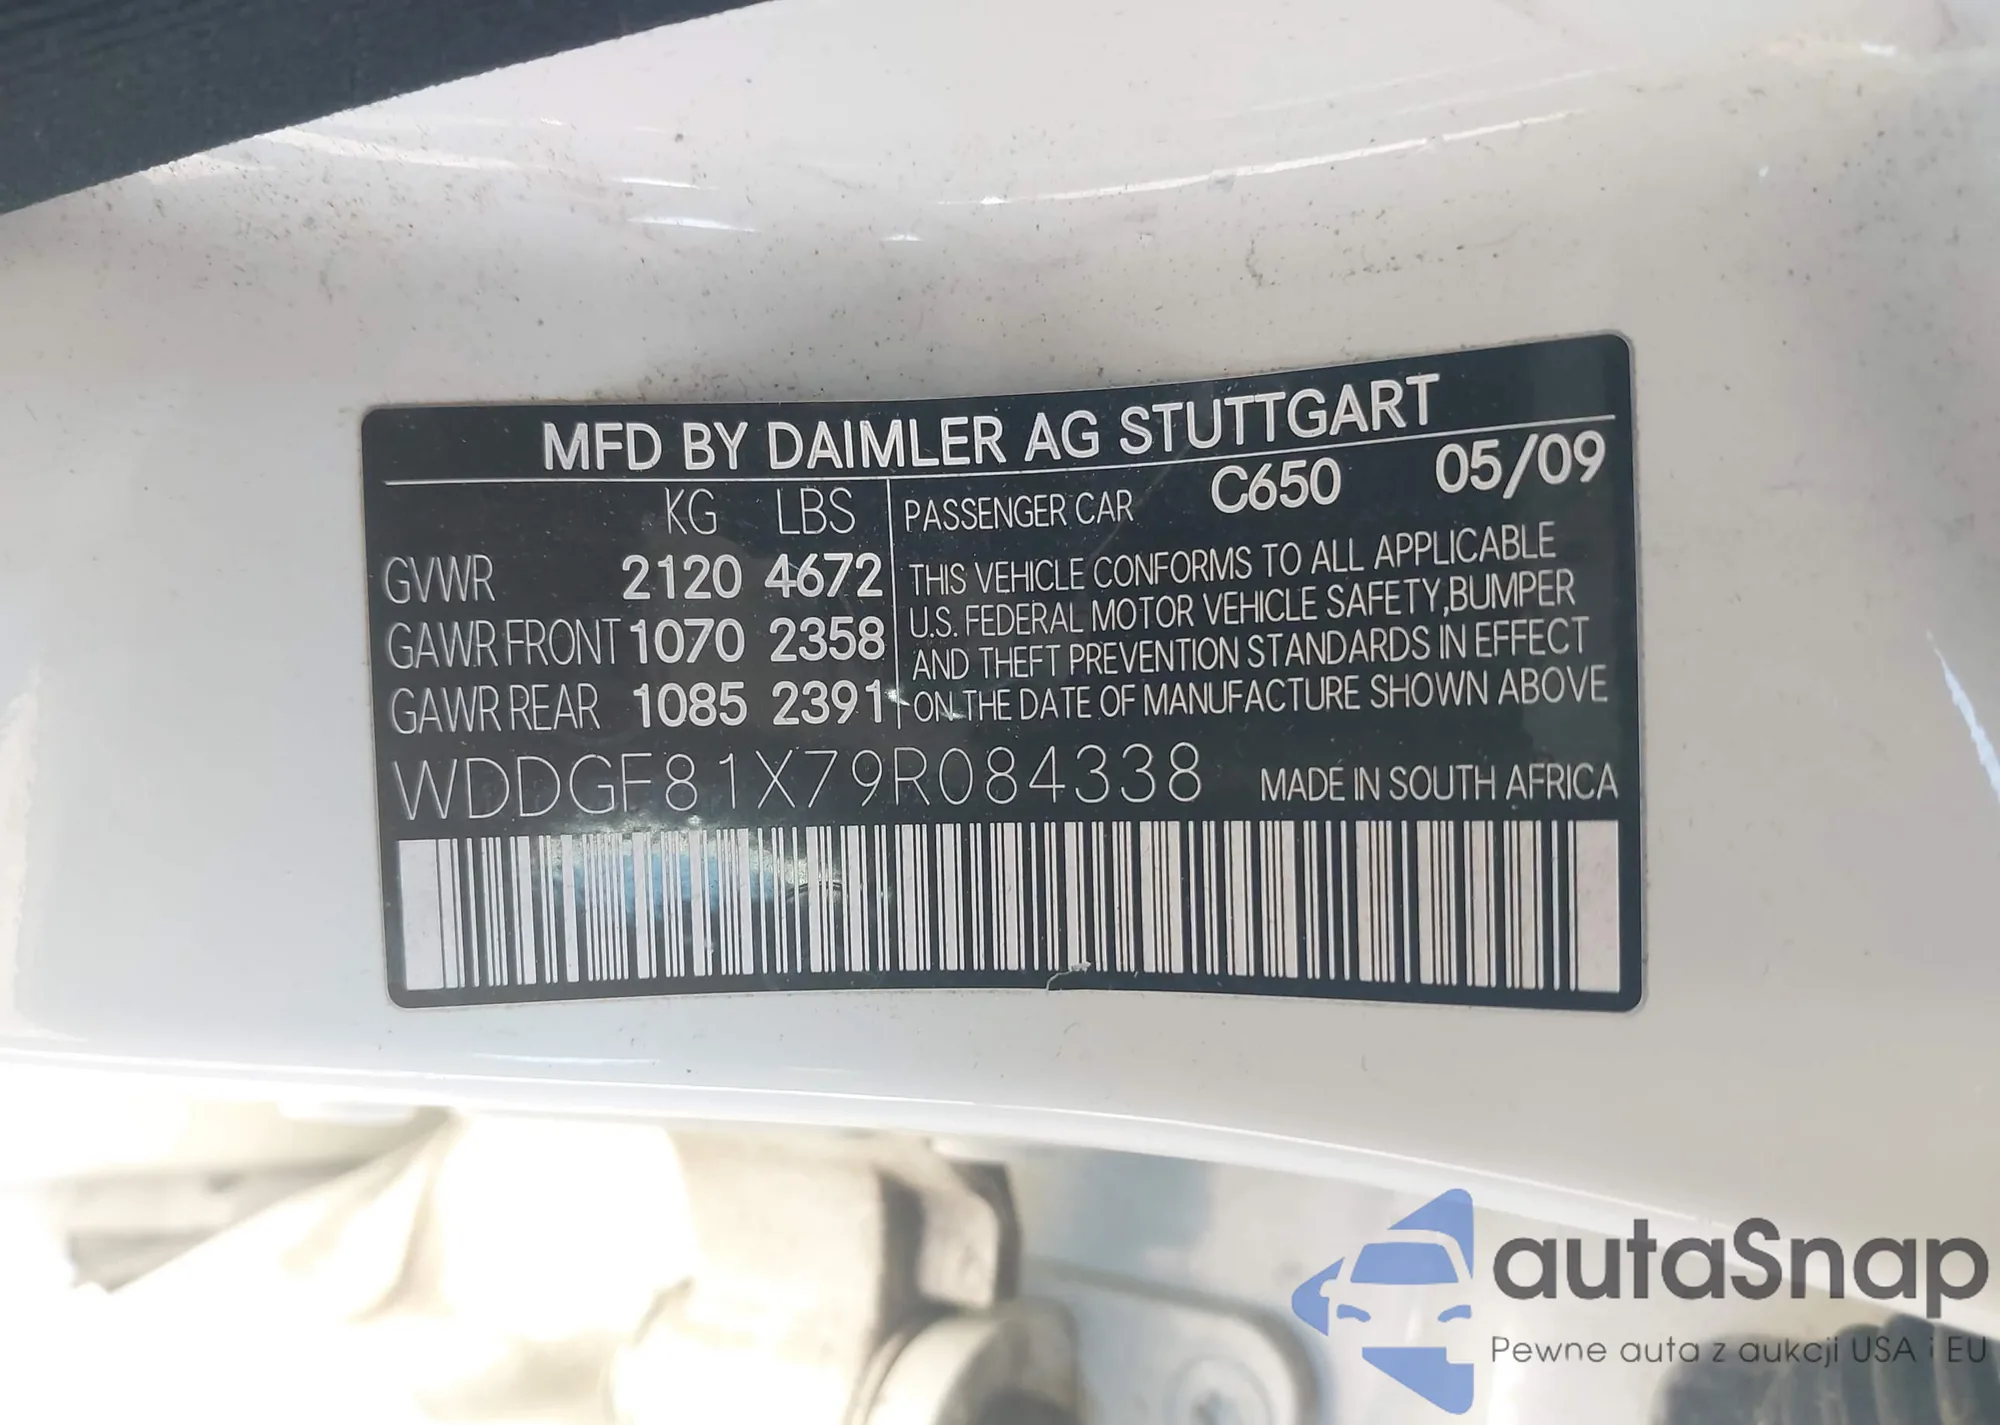 MFD BY DAIMLER AG STUTTGART
KG LBS
GVWR 2120 4672
GAWR FRONT 1070 2358
GAWR REAR 1085 2391
PASSENGER CAR C650 05/09
THIS VEHICLE CONFORMS TO ALL APPLICABLE
U.S. FEDERAL MOTOR VEHICLE SAFETY,BUMPER
AND THEFT PREVENTION STANDARDS IN EFFECT
ON THE DATE OF MANUFACTURE SHOWN ABOVE
WDDGF81X79R084338 MADE IN SOUTH AFRICA
autaSnap
Pewne auta z aukcji USA i EU